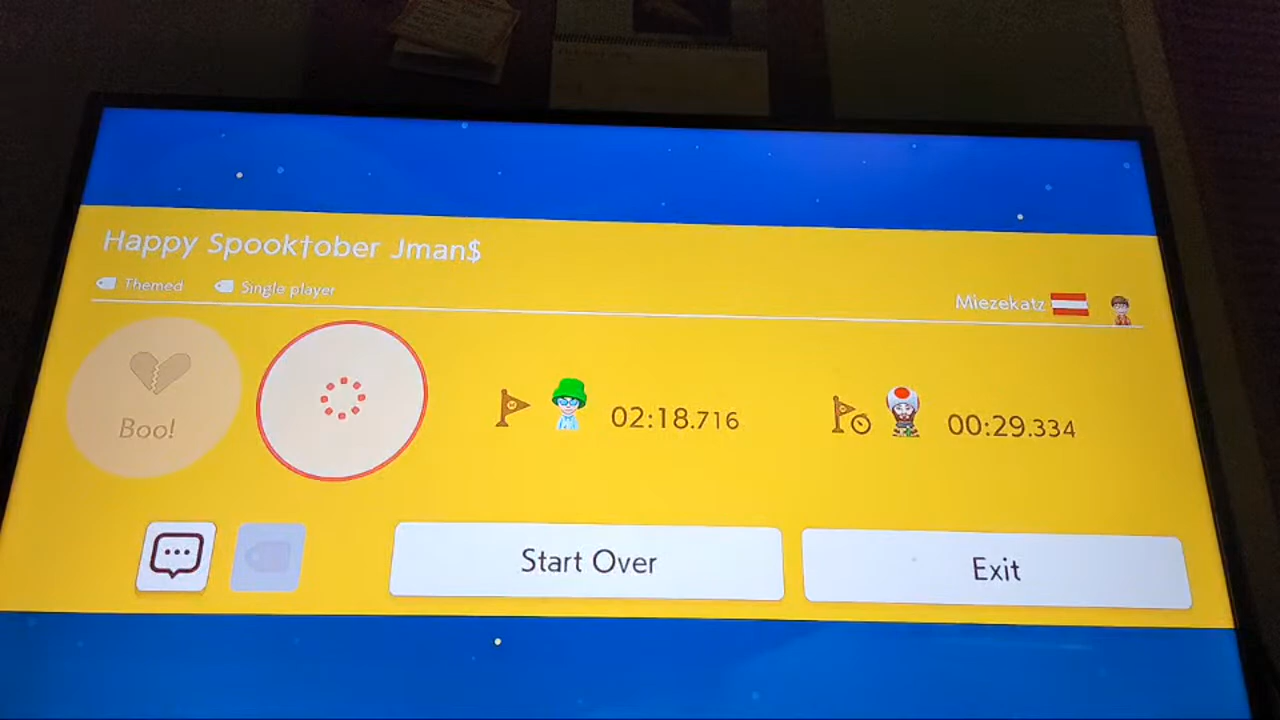 Happy Spooktober Jman$
Themed Single player
Miezekatz
Boo!
02:18.716
00:29.334
Start Over
Exit